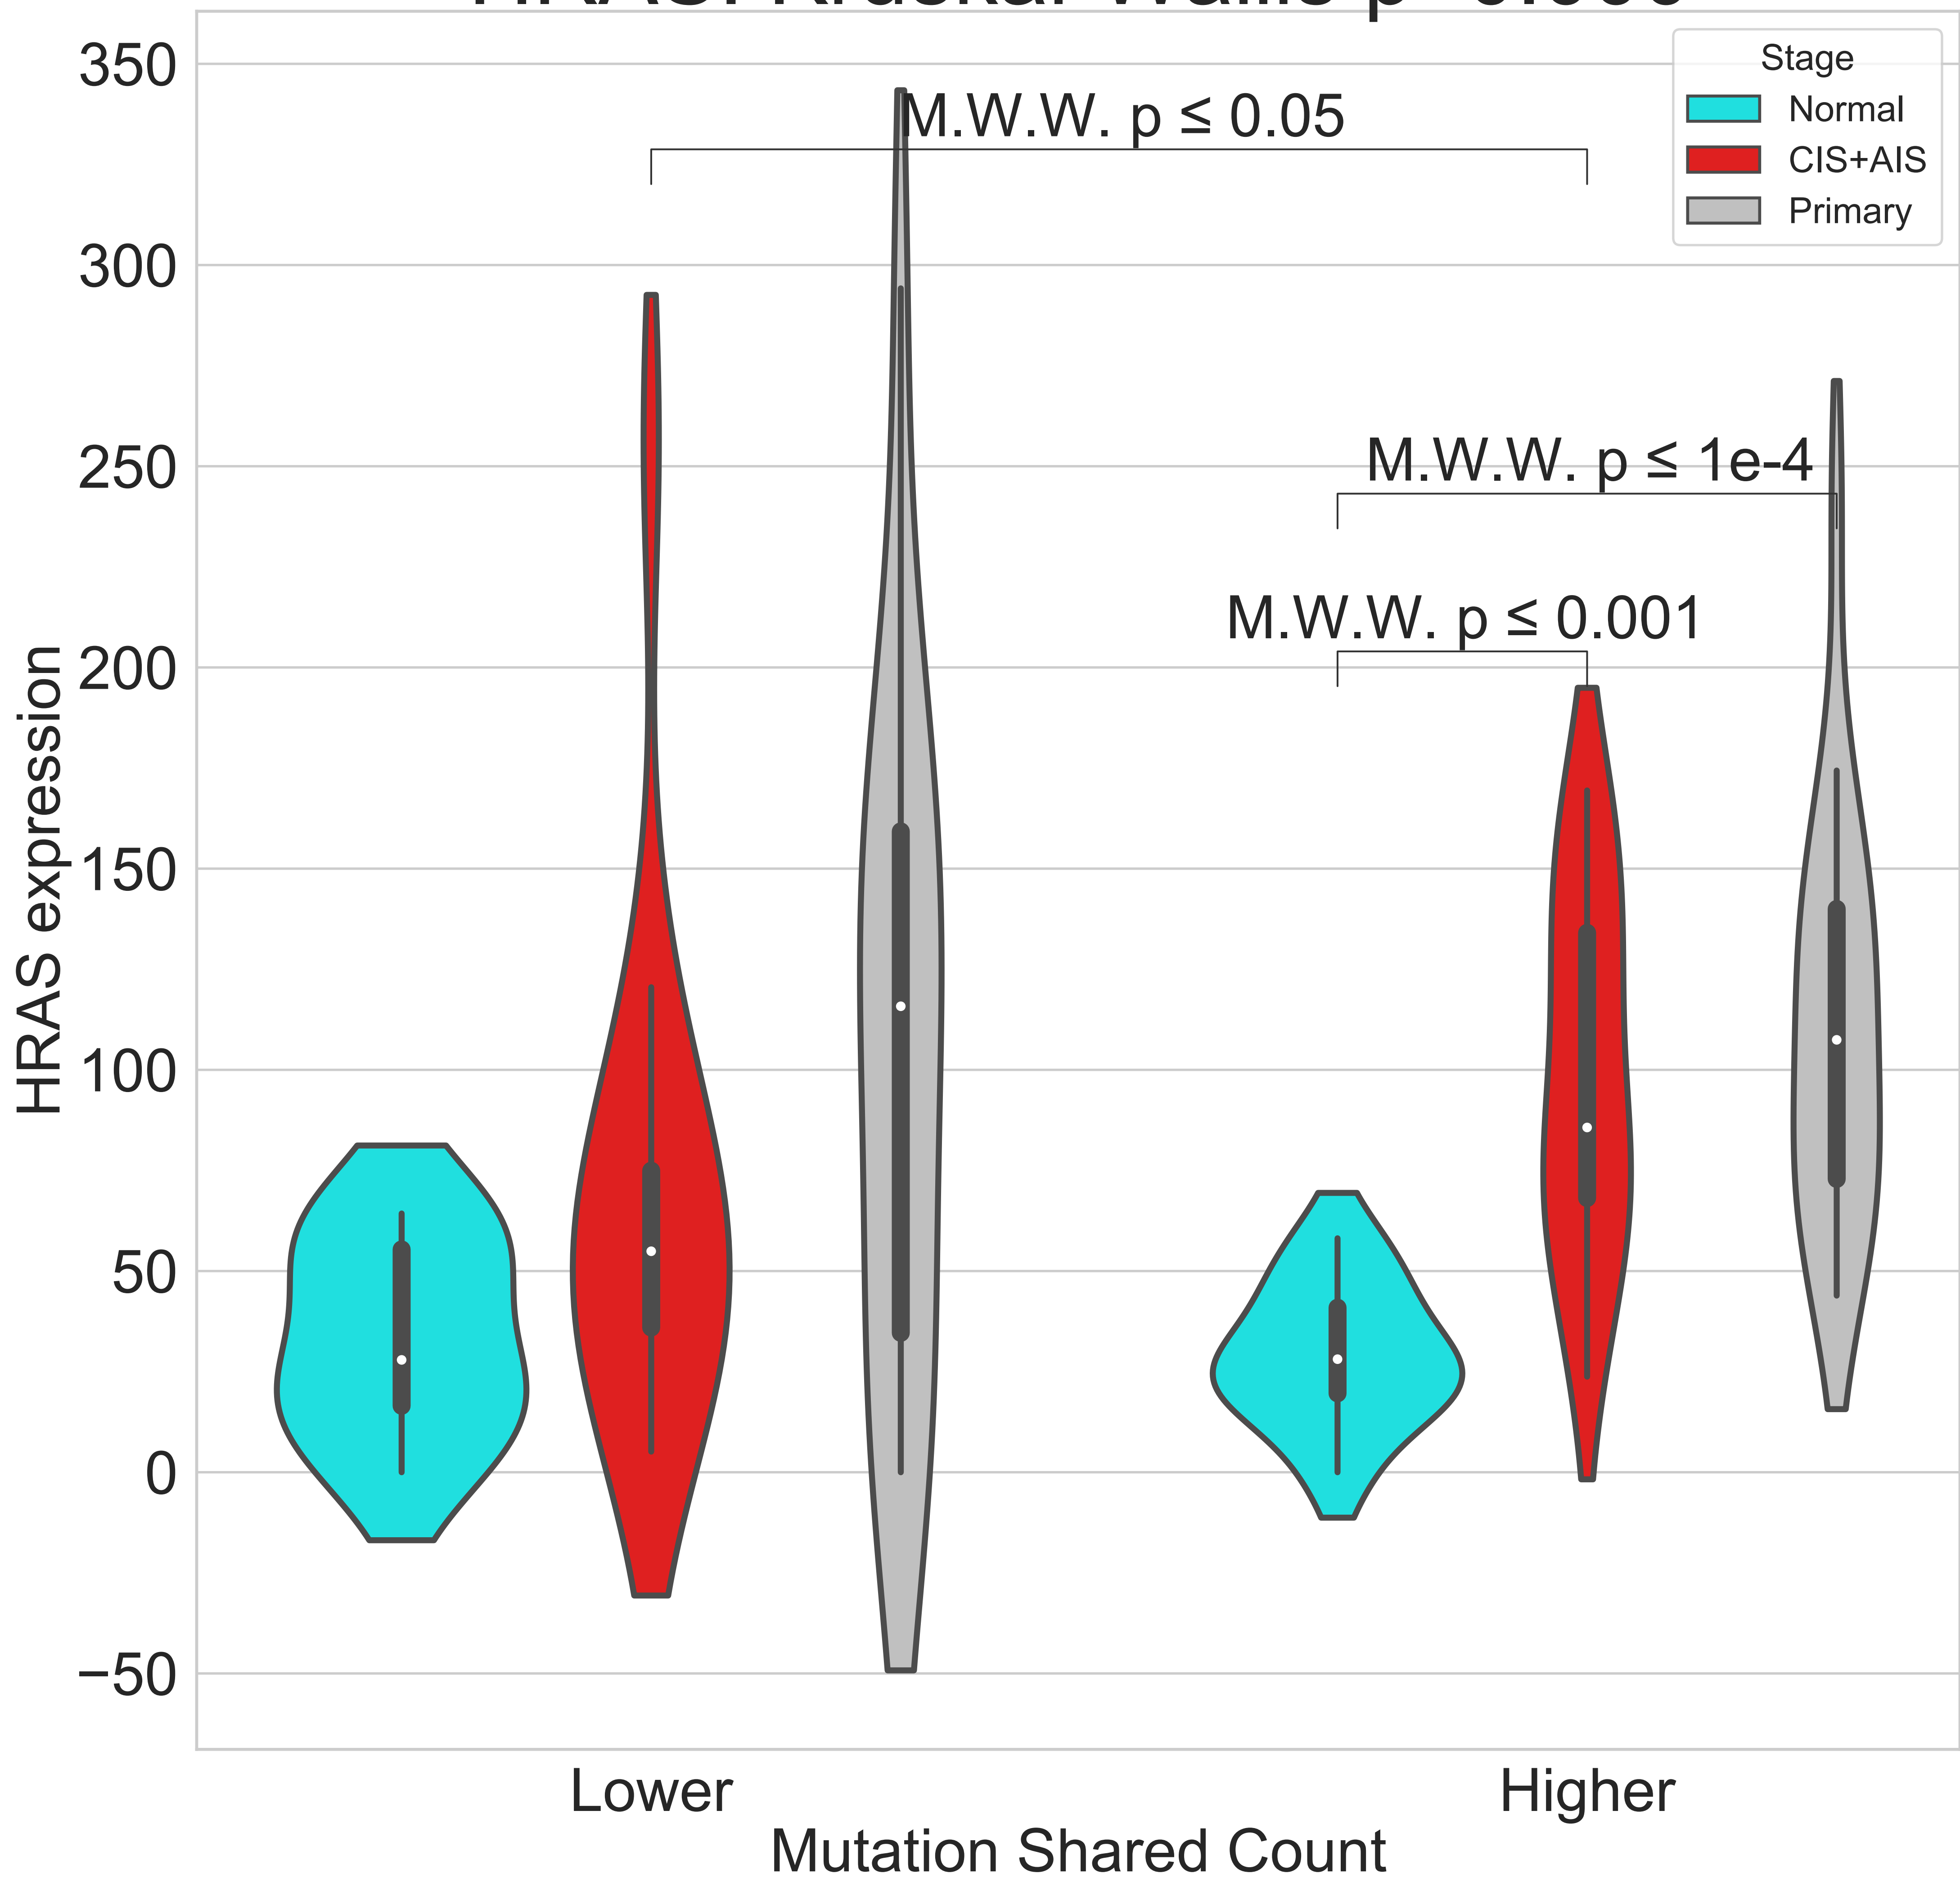 350
300
250
200
150
100
50
0
−50
HRAS expression
M.W.W. p ≤ 0.05
M.W.W. p ≤ 1e-4
M.W.W. p ≤ 0.001
Stage
Normal
CIS+AIS
Primary
Lower
Higher
Mutation Shared Count